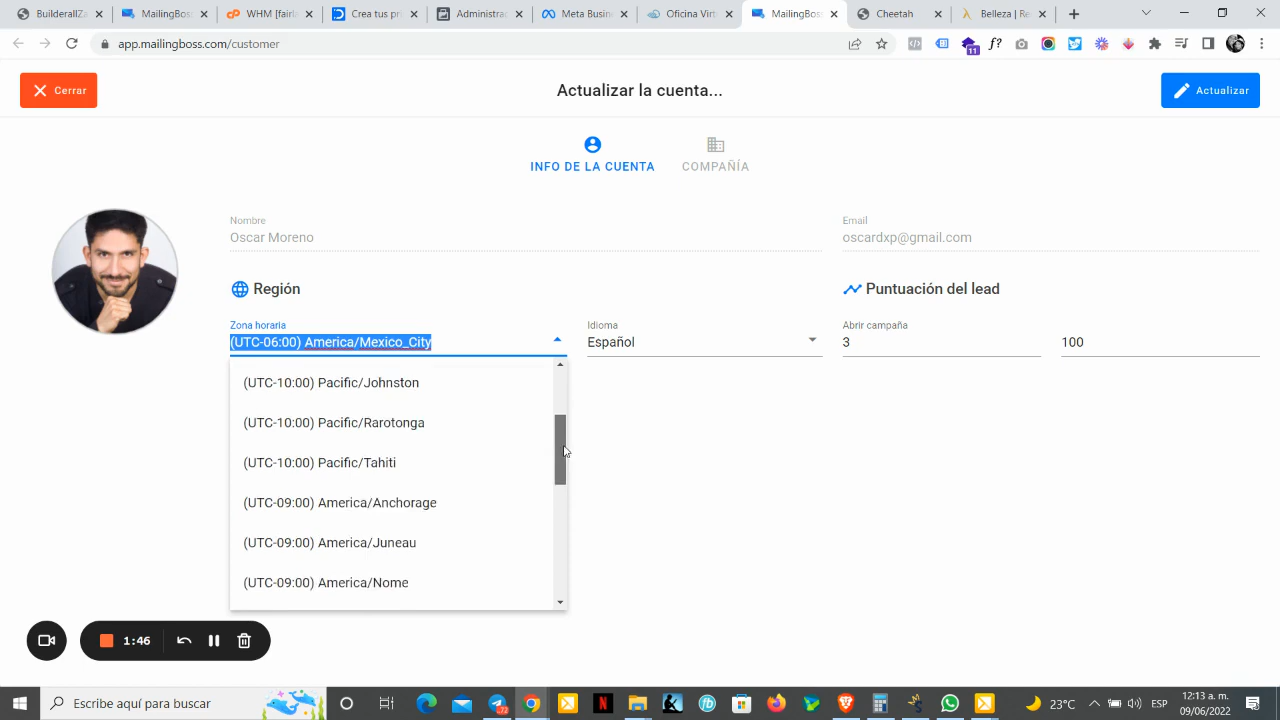 BuilderallZ
MailingBoss
WHM [fairle
Crea tus pr
Administrac
Meta Busin
Oficina Virt
MailingBoss
Cheetah
Belleza | Re
app.mailingboss.com/customer
11
Cerrar
Actualizar la cuenta...
Actualizar
INFO DE LA CUENTA
COMPAÑÍA
Nombre
Oscar Moreno
Email
oscardxp@gmail.com
Región
Puntuación del lead
Zona horaria
(UTC-06:00) America/Mexico_City
Idioma
Español
Abrir campaña
3
100
(UTC-10:00) Pacific/Johnston
(UTC-10:00) Pacific/Rarotonga
(UTC-10:00) Pacific/Tahiti
(UTC-09:00) America/Anchorage
(UTC-09:00) America/Juneau
(UTC-09:00) America/Nome
1:46
Escribe aquí para buscar
23°C
ESP
12:13 a. m.
09/06/2022